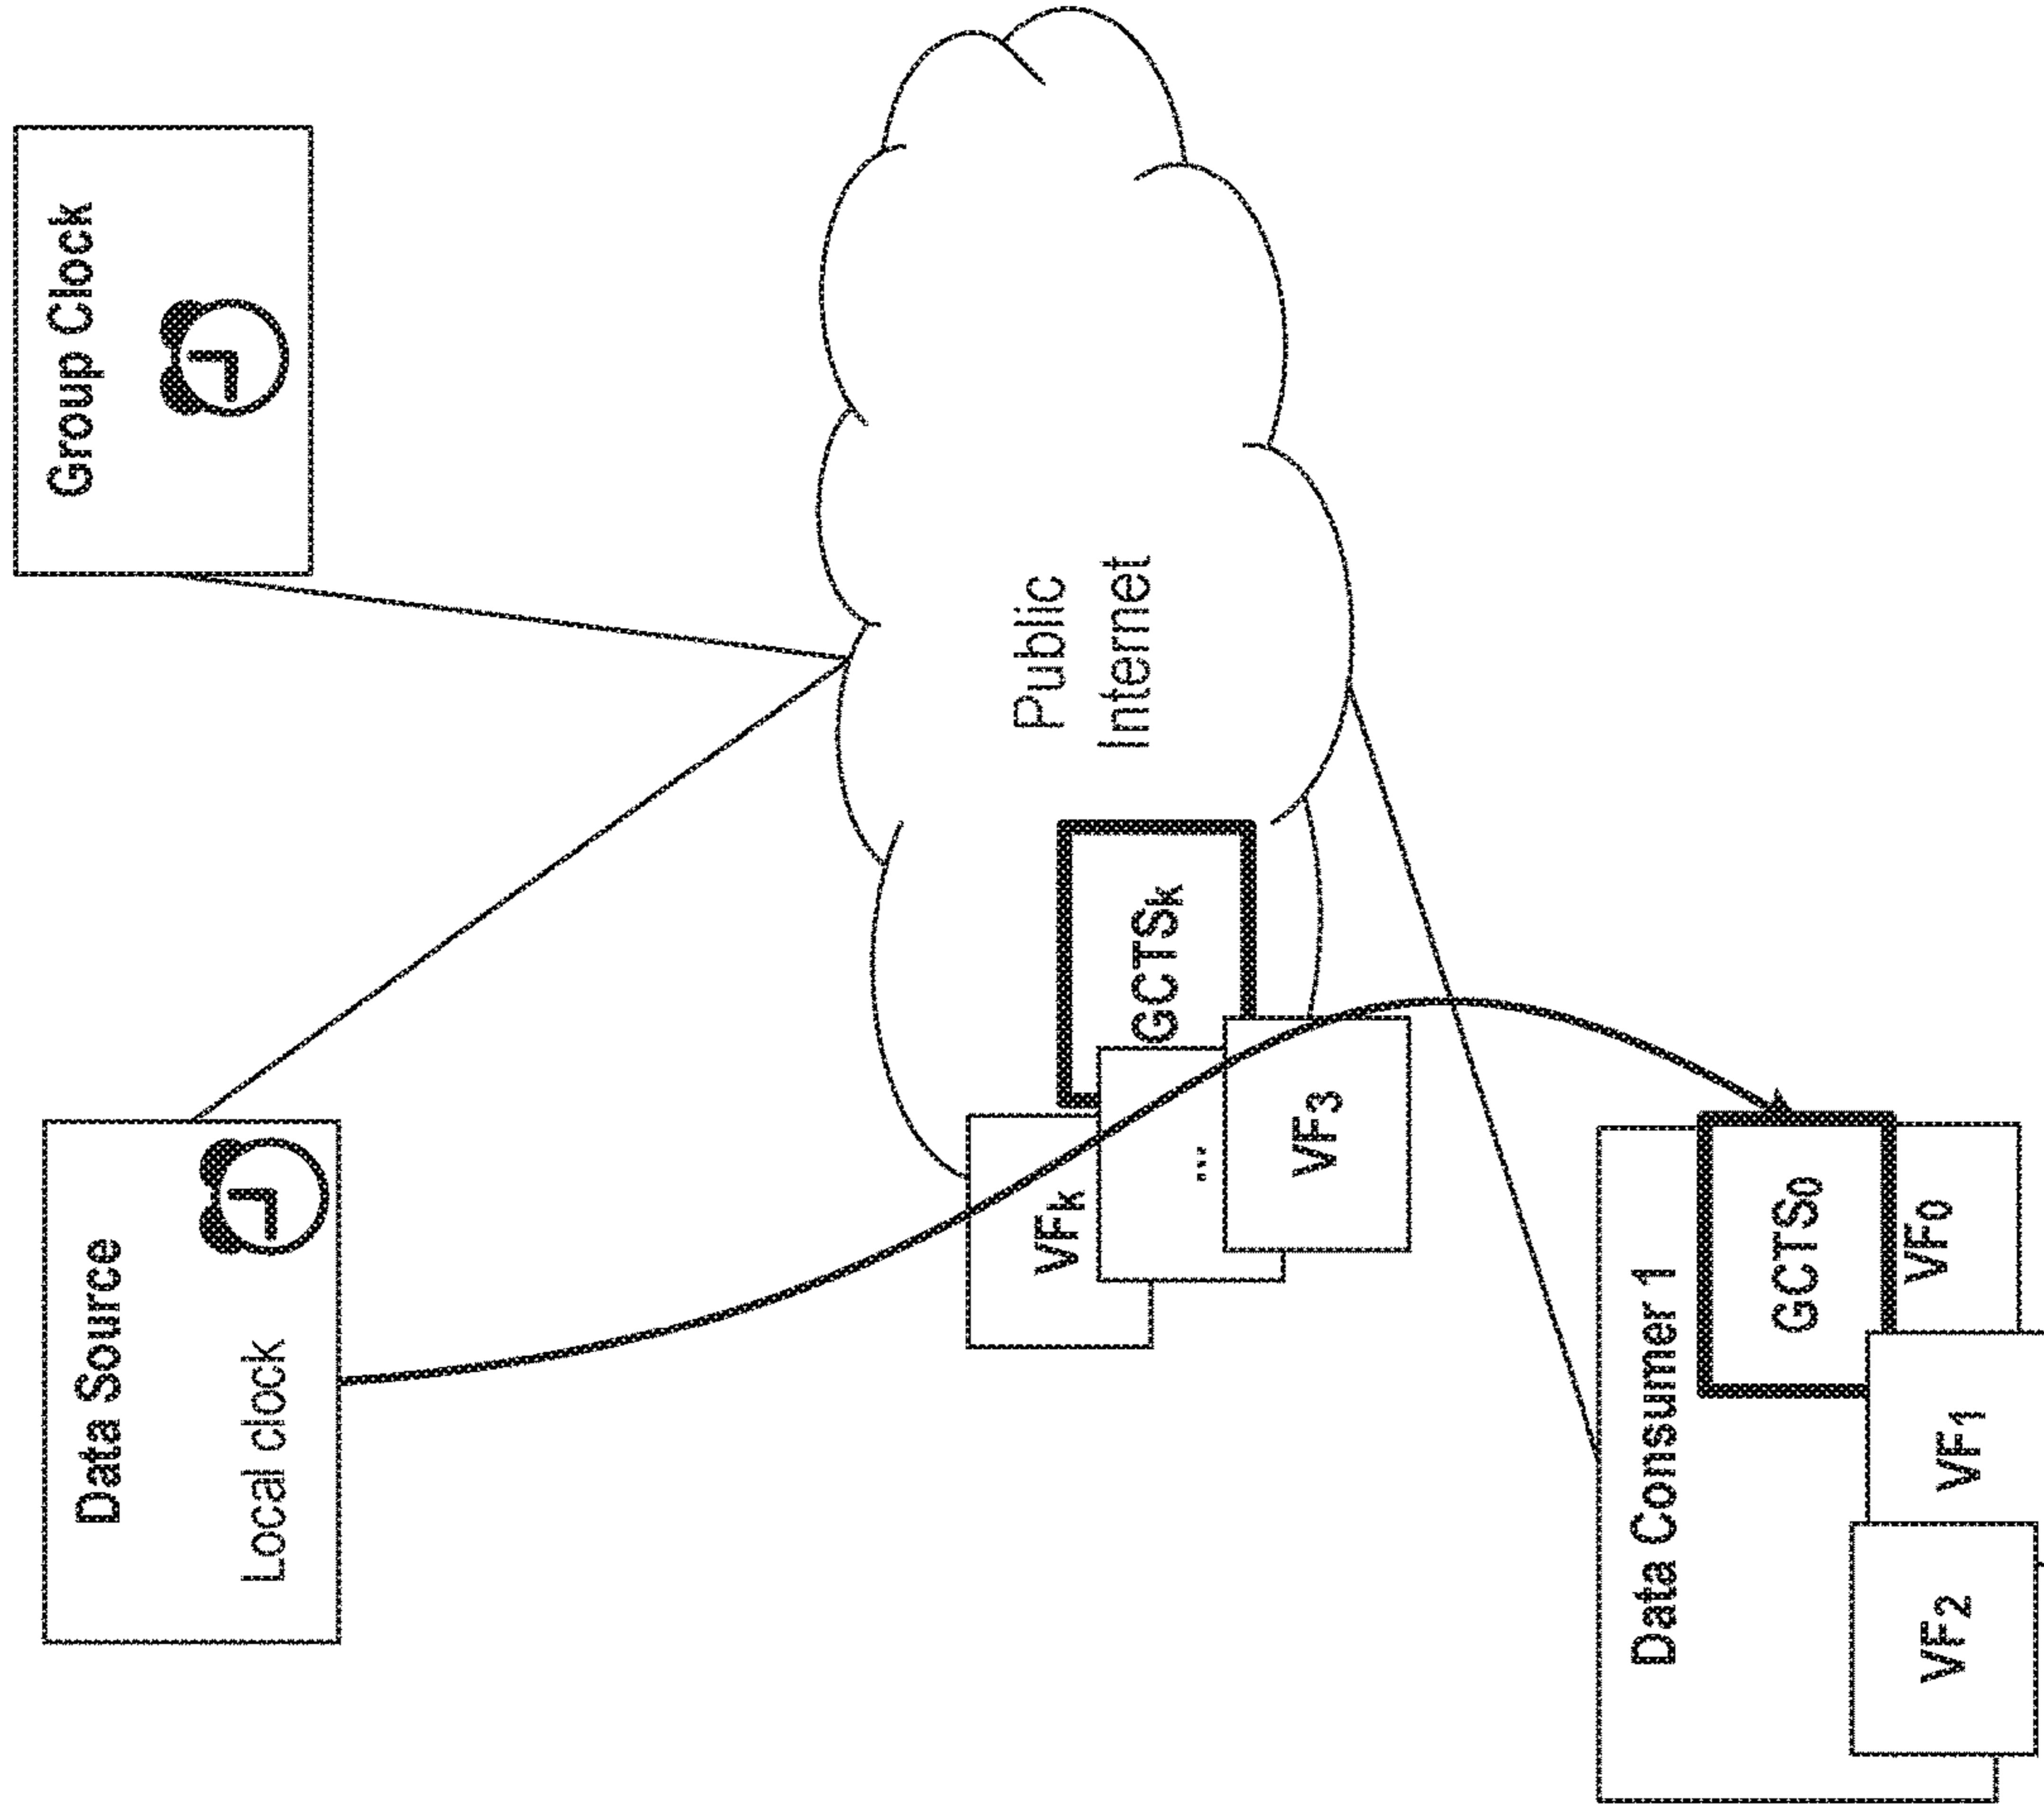 Data Source
Local clock
Group Clock
Public
Internet
GCTSk
VFk
...
VF3
Data Consumer 1
GCTS0
VF0
VF1
VF2